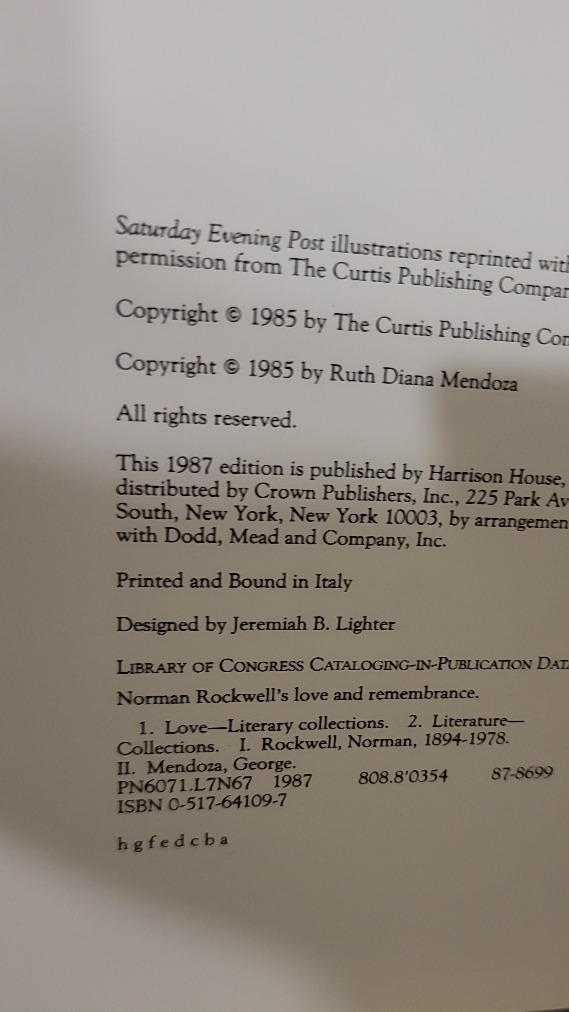 Saturday Evening Post illustrations reprinted wit
permission from The Curtis Publishing Compa
Copyright © 1985 by The Curtis Publishing Co
Copyright © 1985 by Ruth Diana Mendoza
All rights reserved.
This 1987 edition is published by Harrison House,
distributed by Crown Publishers, Inc., 225 Park Av
South, New York, New York 10003, by arrangemen
with Dodd, Mead and Company, Inc.
Printed and Bound in Italy
Designed by Jeremiah B. Lighter
LIBRARY OF CONGRESS CATALOGING-IN-PUBLICATION DAT
Norman Rockwell's love and remembrance.
1. Love—Literary collections. 2. Literature—
Collections. I. Rockwell, Norman, 1894-1978.
II. Mendoza, George.
PN6071.L7N67 1987 808.8'0354 87-8699
ISBN 0-517-64109-7
h g f e d c b a